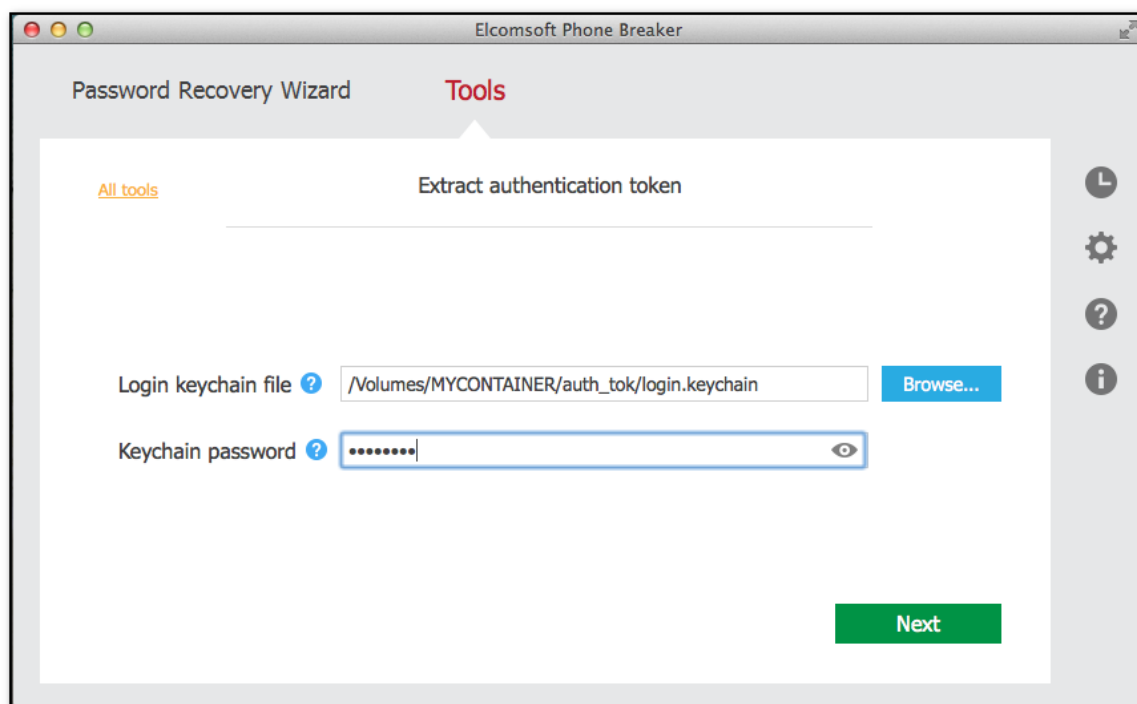 Elcomsoft Phone Breaker
Password Recovery Wizard Tools
All tools Extract authentication token
Login keychain file ? /Volumes/MYCONTAINER/auth_tok/login.keychain Browse...
Keychain password ? ••••••••
Next